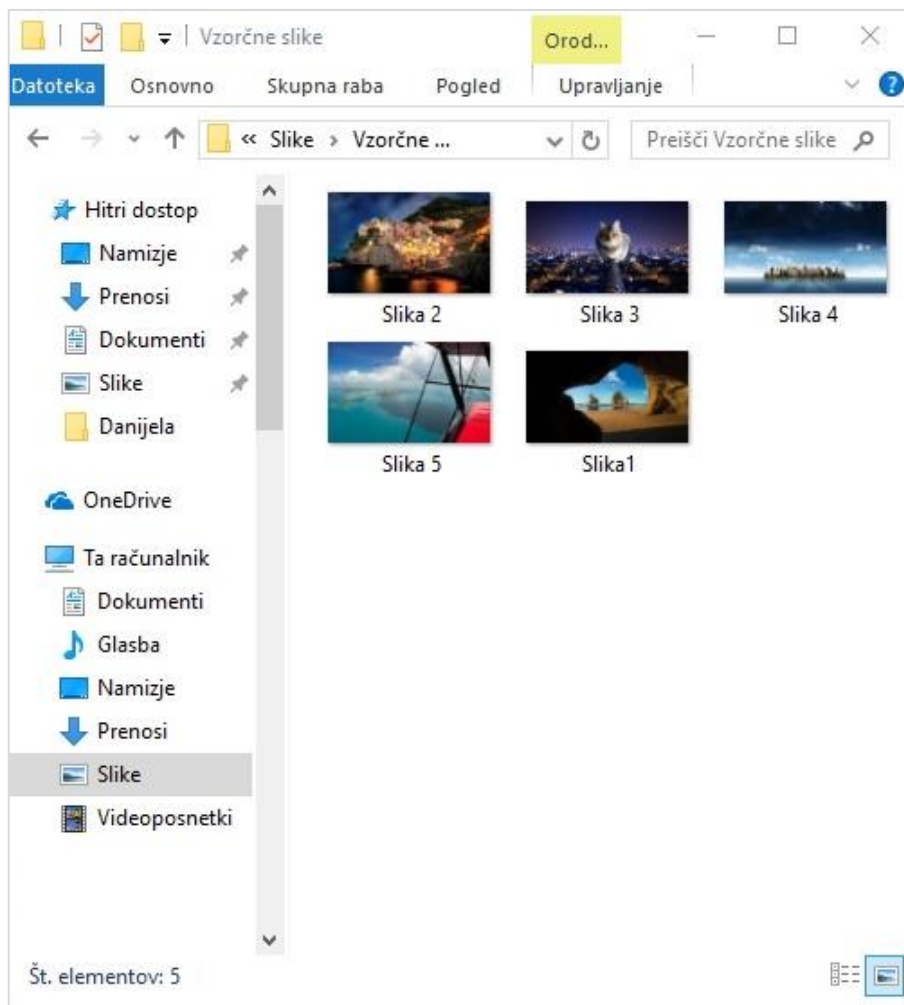 Vzorčne slike
Orod...
Datoteka Osnovno Skupna raba Pogled Upravljanje ?
« Slike › Vzorčne ... Preišči Vzorčne slike
Hitri dostop
Namizje
Prenosi
Dokumenti
Slike
Danijela
OneDrive
Ta računalnik
Dokumenti
Glasba
Namizje
Prenosi
Slike
Videoposnetki
Slika 2 Slika 3 Slika 4
Slika 5 Slika1
Št. elementov: 5